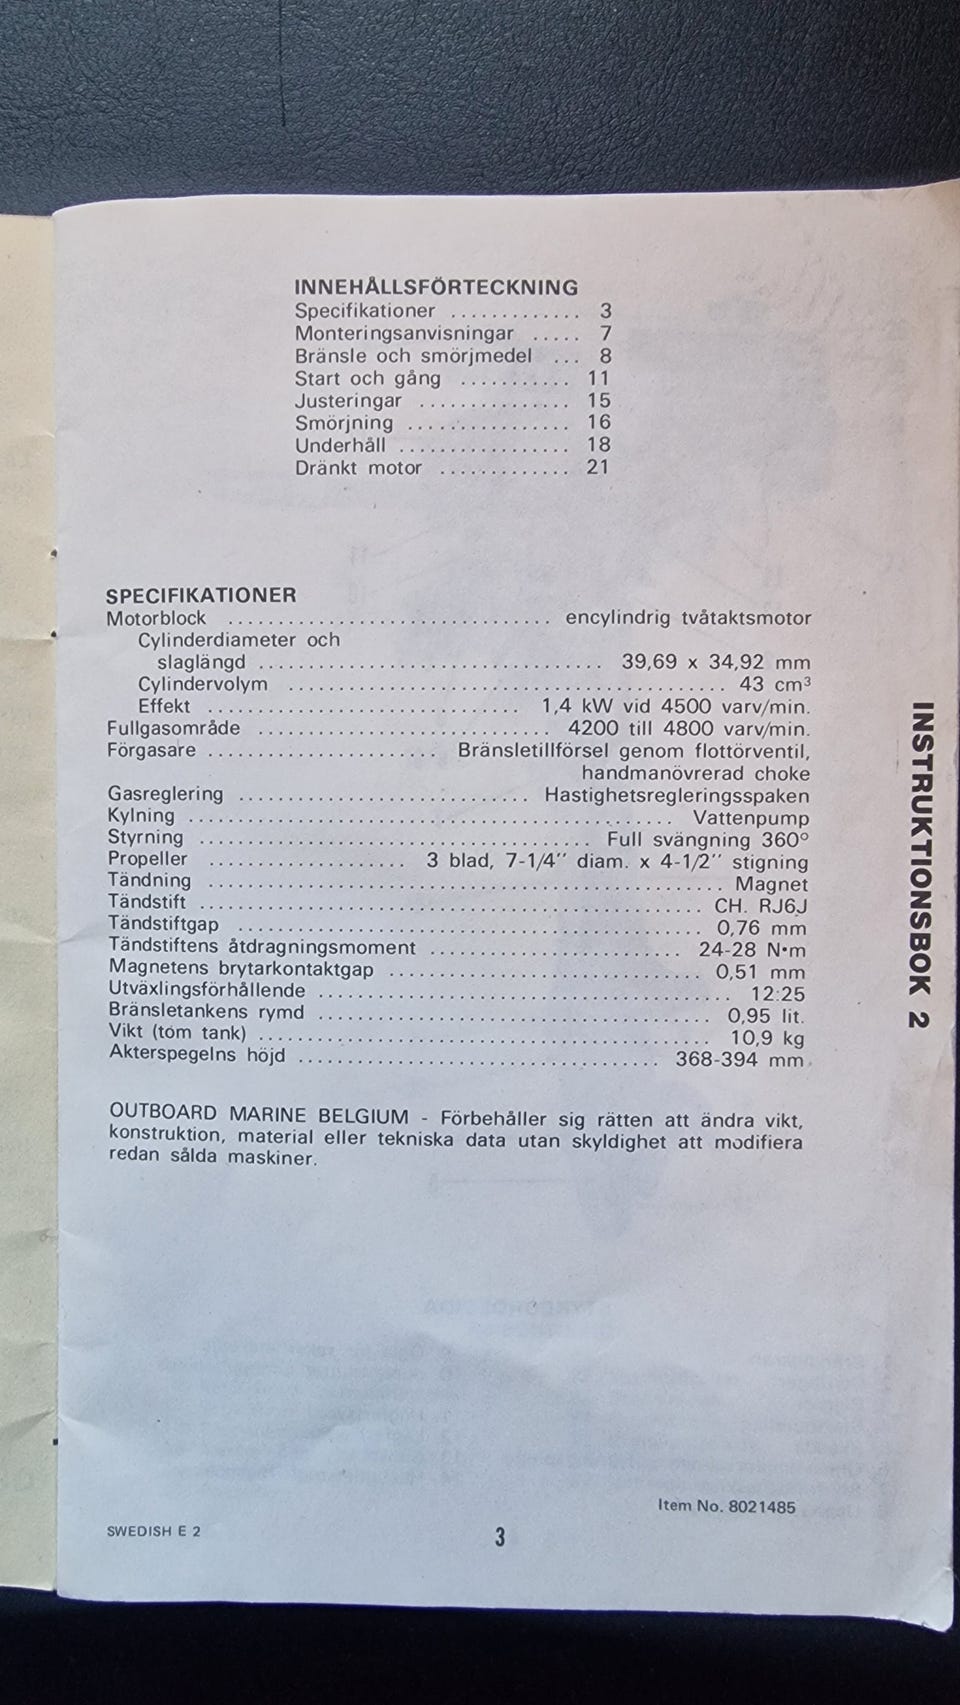 INNEHÅLLSFÖRTECKNING
Specifikationer ............. 3
Monteringsanvisningar ..... 7
Bränsle och smörjmedel ... 8
Start och gång ........... 11
Justeringar ............... 15
Smörjning ................ 16
Underhåll ................. 18
Dränkt motor ............. 21
SPECIFIKATIONER
Motorblock ................................. encylindrig tvåtaktsmotor
Cylinderdiameter och
slaglängd ................................... 39,69 x 34,92 mm
Cylindervolym ............................................ 43 cm³
Effekt ................................ 1,4 kW vid 4500 varv/min.
Fullgasområde .............................. 4200 till 4800 varv/min.
Förgasare ....................... Bränsletillförsel genom flottörventil,
handmanövrerad choke
Gasreglering .............................. Hastighetsregleringsspaken
Kylning ................................................. Vattenpump
Styrning ........................................... Full svängning 360°
Propeller .................... 3 blad, 7-1/4″ diam. x 4-1/2″ stigning
Tändning .................................................... Magnet
Tändstift ................................................... CH. RJ6J
Tändstiftgap ............................................... 0,76 mm
Tändstiftens åtdragningsmoment .......................... 24-28 N•m
Magnetens brytarkontaktgap ................................ 0,51 mm
Utväxlingsförhållende .......................................... 12:25
Bränsletankens rymd ........................................ 0,95 lit.
Vikt (tom tank) .............................................. 10,9 kg
Akterspegelns höjd .................................... 368-394 mm
OUTBOARD MARINE BELGIUM - Förbehåller sig rätten att ändra vikt,
konstruktion, material eller tekniska data utan skyldighet att modifiera
redan sålda maskiner.
INSTRUKTIONSBOK 2
Item No. 8021485
SWEDISH E 2
3